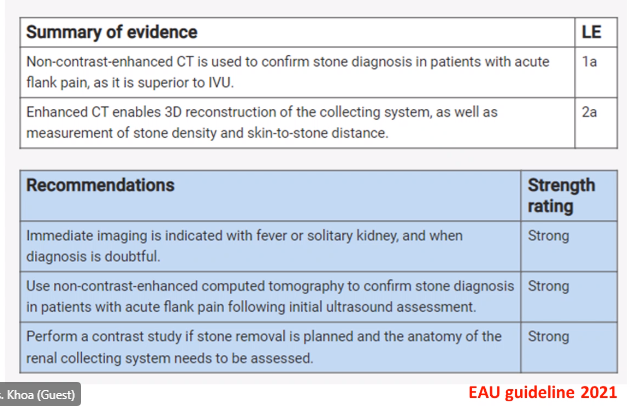 Summary of evidence LE
Non-contrast-enhanced CT is used to confirm stone diagnosis in patients with acute 1a
flank pain, as it is superior to IVU.
Enhanced CT enables 3D reconstruction of the collecting system, as well as 2a
measurement of stone density and skin-to-stone distance.
Recommendations Strength
rating
Immediate imaging is indicated with fever or solitary kidney, and when Strong
diagnosis is doubtful.
Use non-contrast-enhanced computed tomography to confirm stone diagnosis Strong
in patients with acute flank pain following initial ultrasound assessment.
Perform a contrast study if stone removal is planned and the anatomy of the Strong
renal collecting system needs to be assessed.
. Khoa (Guest)
EAU guideline 2021